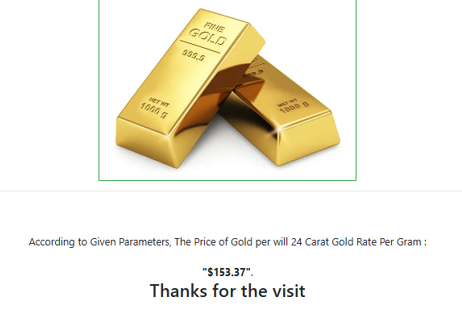 FINE
GOLD
999.9
NET WT
1000 g
NET WT
1000 g
According to Given Parameters, The Price of Gold per will 24 Carat Gold Rate Per Gram :
"$153.37".
Thanks for the visit